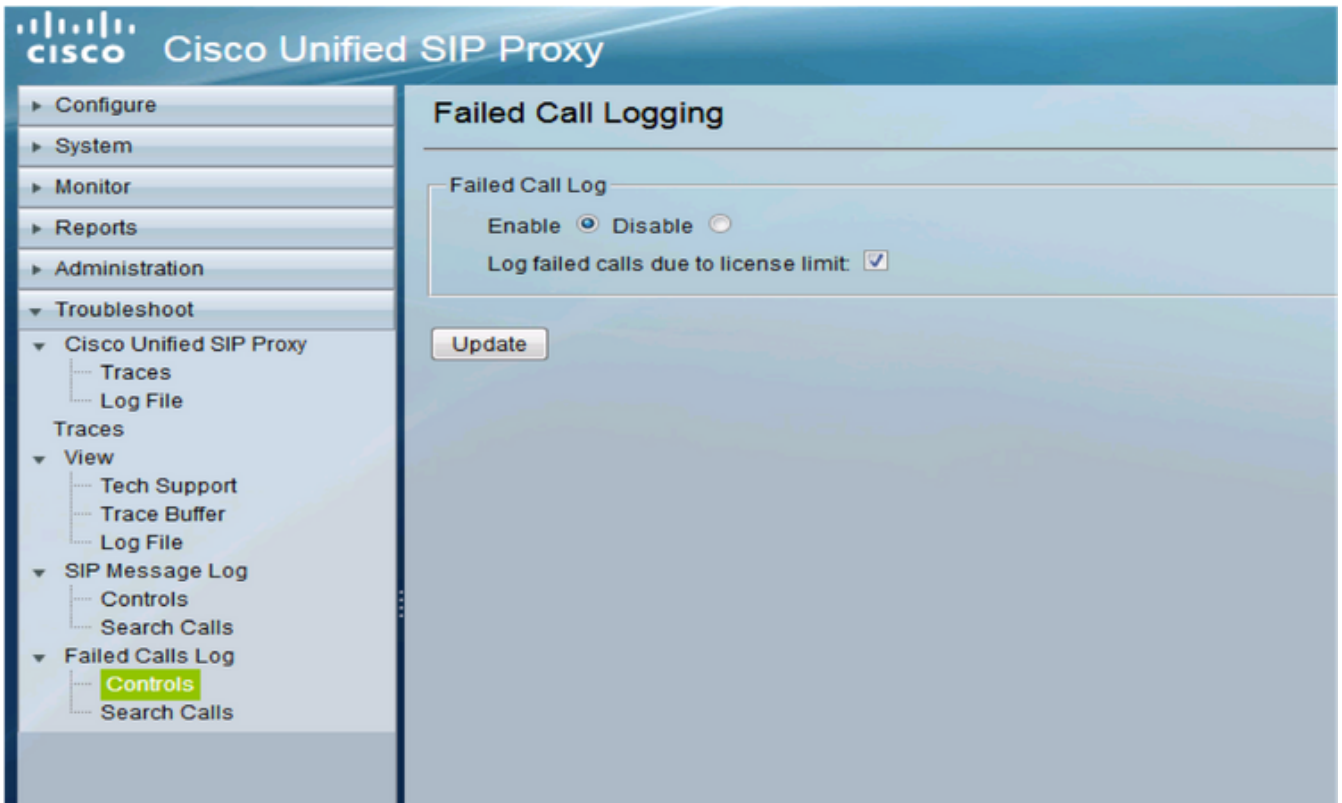 CISCO Cisco Unified SIP Proxy
Configure
System
Monitor
Reports
Administration
Troubleshoot
Cisco Unified SIP Proxy
Traces
Log File
Traces
View
Tech Support
Trace Buffer
Log File
SIP Message Log
Controls
Search Calls
Failed Calls Log
Controls
Search Calls
Failed Call Logging
Failed Call Log
Enable Disable
Log failed calls due to license limit:
Update